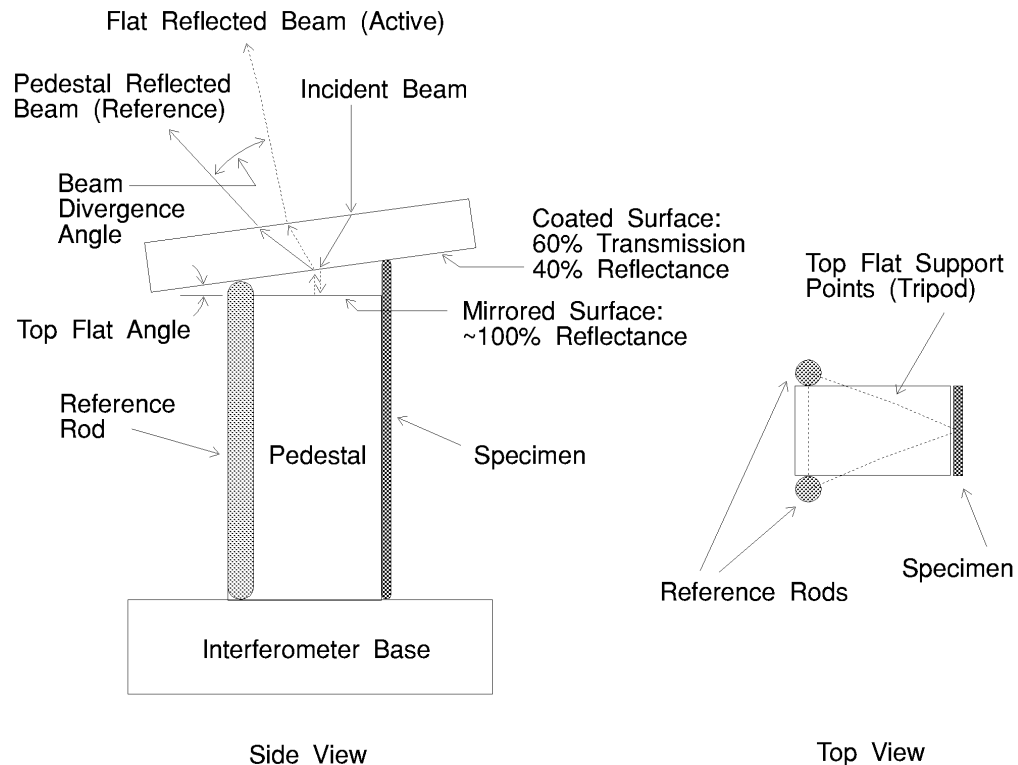 Flat Reflected Beam (Active)
Pedestal Reflected
Beam (Reference)
Incident Beam
Beam
Divergence
Angle
Coated Surface:
60% Transmission
40% Reflectance
Top Flat Angle
Mirrored Surface:
~100% Reflectance
Reference
Rod
Pedestal
Specimen
Interferometer Base
Side View
Top Flat Support
Points (Tripod)
Specimen
Reference Rods
Top View